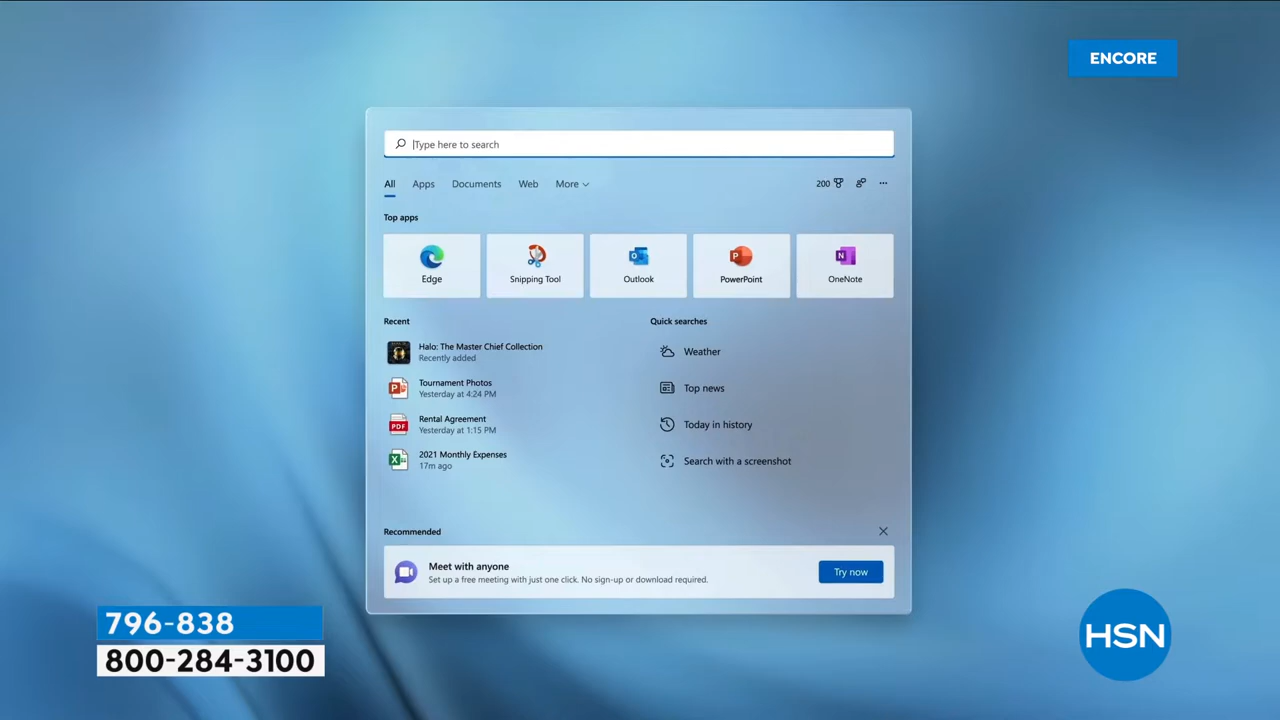 ENCORE
Type here to search
All Apps Documents Web More 200
Top apps
Edge Snipping Tool Outlook PowerPoint OneNote
Recent
Halo: The Master Chief Collection
Recently added
Tournament Photos
Yesterday at 4:24 PM
PDF
Rental Agreement
Yesterday at 1:15 PM
2021 Monthly Expenses
17m ago
Quick searches
Weather
Top news
Today in history
Search with a screenshot
Recommended
Meet with anyone
Set up a free meeting with just one click. No sign-up or download required.
Try now
796-838
800-284-3100
HSN